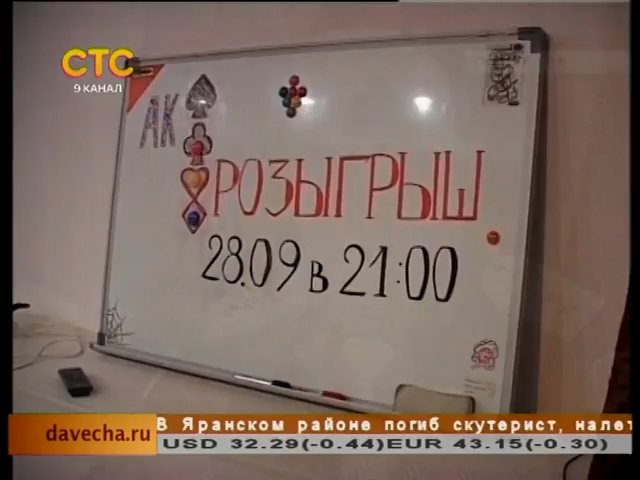 СТС
9 КАНАЛ
АК
РОЗЫГРЫШ
28.09 в 21:00
davecha.ru
В Яранском районе погиб скутерист, налет
USD 32.29(-0.44)EUR 43.15(-0.30)